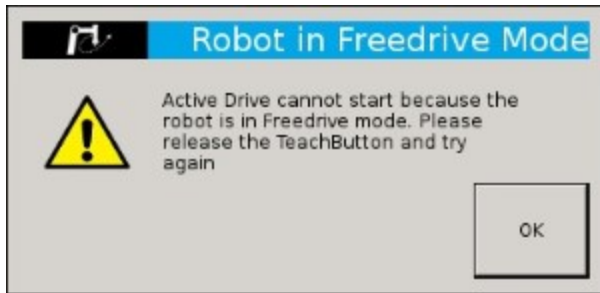 Robot in Freedrive Mode
Active Drive cannot start because the
robot is in Freedrive mode. Please
release the TeachButton and try
again
OK